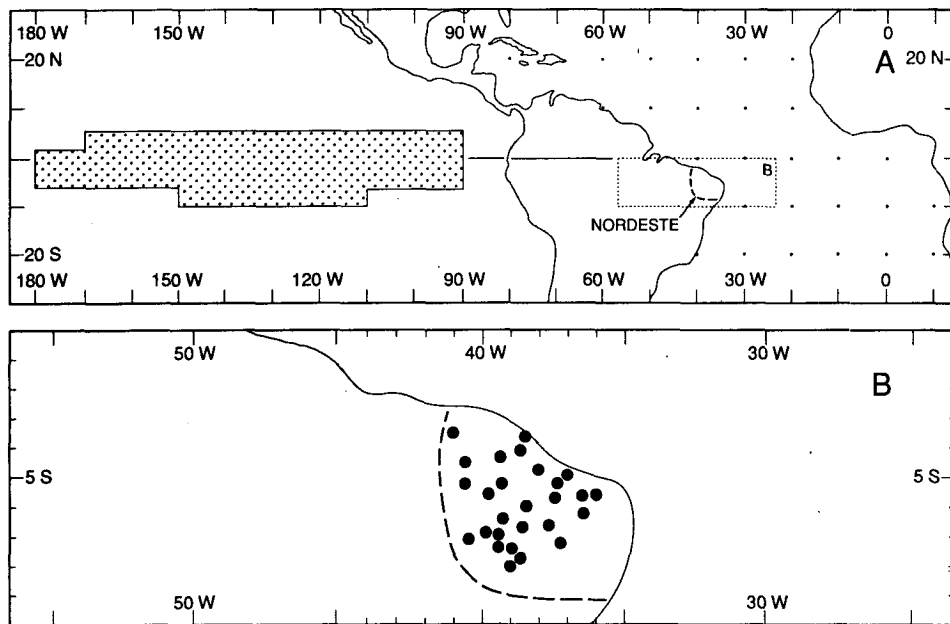 180 W 150 W 90 W 60 W 30 W 0
20 N A 20 N
B
NORDESTE
20 S
180 W 150 W 120 W 90 W 60 W 30 W 0
50 W 40 W 30 W
B
5 S 5 S
50 W 30 W